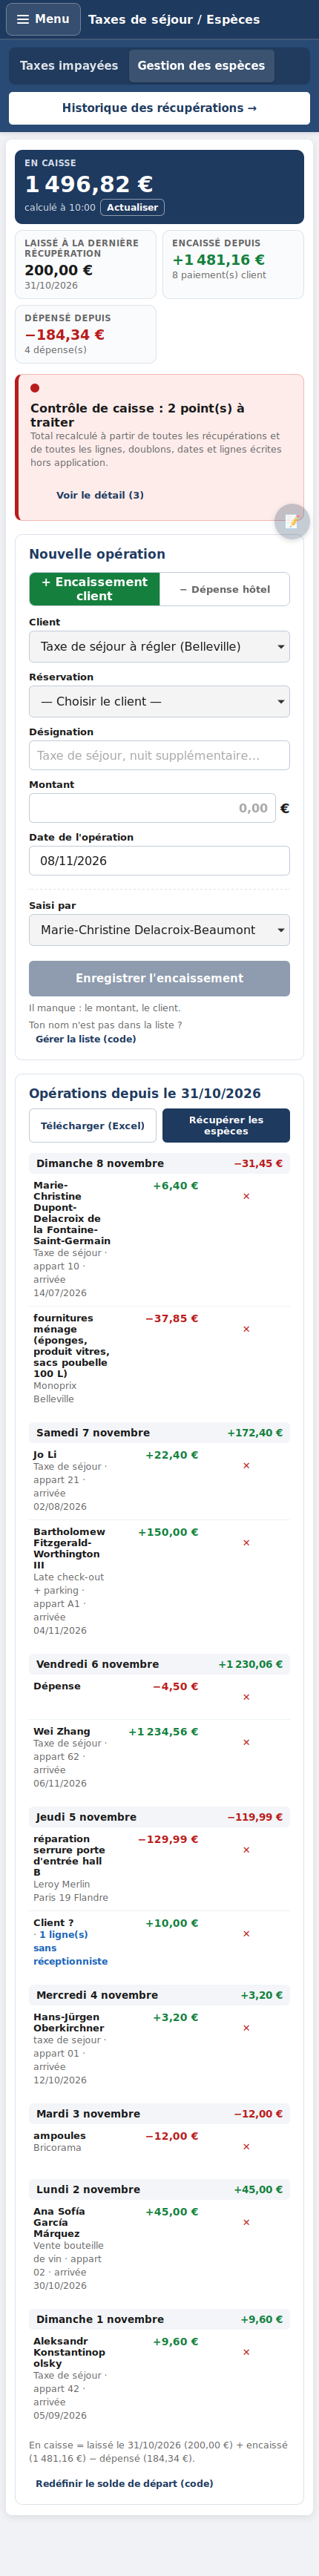 Menu
Taxes de séjour / Espèces
Taxes impayées
Gestion des espèces
Historique des récupérations →
EN CAISSE
1 496,82 €
calculé à 10:00
Actualiser
LAISSÉ À LA DERNIÈRE
RÉCUPÉRATION
200,00 €
31/10/2026
ENCAISSÉ DEPUIS
+1 481,16 €
8 paiement(s) client
DÉPENSÉ DEPUIS
−184,34 €
4 dépense(s)
Contrôle de caisse : 2 point(s) à
traiter
Total recalculé à partir de toutes les récupérations et
de toutes les lignes, doublons, dates et lignes écrites
hors application.
Voir le détail (3)
Nouvelle opération
+ Encaissement
client
− Dépense hôtel
Client
Taxe de séjour à régler (Belleville)
Réservation
— Choisir le client —
Désignation
Taxe de séjour, nuit supplémentaire…
Montant
0,00 €
Date de l'opération
08/11/2026
Saisi par
Marie-Christine Delacroix-Beaumont
Enregistrer l'encaissement
Il manque : le montant, le client.
Ton nom n'est pas dans la liste ?
Gérer la liste (code)
Opérations depuis le 31/10/2026
Télécharger (Excel)
Récupérer les
espèces
Dimanche 8 novembre −31,45 €
Marie-
Christine
Dupont-
Delacroix de
la Fontaine-
Saint-Germain
+6,40 € ×
Taxe de séjour ·
appart 10 ·
arrivée
14/07/2026
fournitures
ménage
(éponges,
produit vitres,
sacs poubelle
100 L)
−37,85 € ×
Monoprix
Belleville
Samedi 7 novembre +172,40 €
Jo Li +22,40 € ×
Taxe de séjour ·
appart 21 ·
arrivée
02/08/2026
Bartholomew
Fitzgerald-
Worthington
III
+150,00 € ×
Late check-out
+ parking ·
appart A1 ·
arrivée
04/11/2026
Vendredi 6 novembre +1 230,06 €
Dépense −4,50 € ×
Wei Zhang +1 234,56 € ×
Taxe de séjour ·
appart 62 ·
arrivée
06/11/2026
Jeudi 5 novembre −119,99 €
réparation
serrure porte
d'entrée hall
B
−129,99 € ×
Leroy Merlin
Paris 19 Flandre
Client ? +10,00 € ×
· 1 ligne(s)
sans
réceptionniste
Mercredi 4 novembre +3,20 €
Hans-Jürgen
Oberkirchner
+3,20 € ×
taxe de sejour ·
appart 01 ·
arrivée
12/10/2026
Mardi 3 novembre −12,00 €
ampoules −12,00 € ×
Bricorama
Lundi 2 novembre +45,00 €
Ana Sofía
García
Márquez
+45,00 € ×
Vente bouteille
de vin · appart
02 · arrivée
30/10/2026
Dimanche 1 novembre +9,60 €
Aleksandr
Konstantinop
olsky
+9,60 € ×
Taxe de séjour ·
appart 42 ·
arrivée
05/09/2026
En caisse = laissé le 31/10/2026 (200,00 €) + encaissé
(1 481,16 €) − dépensé (184,34 €).
Redéfinir le solde de départ (code)